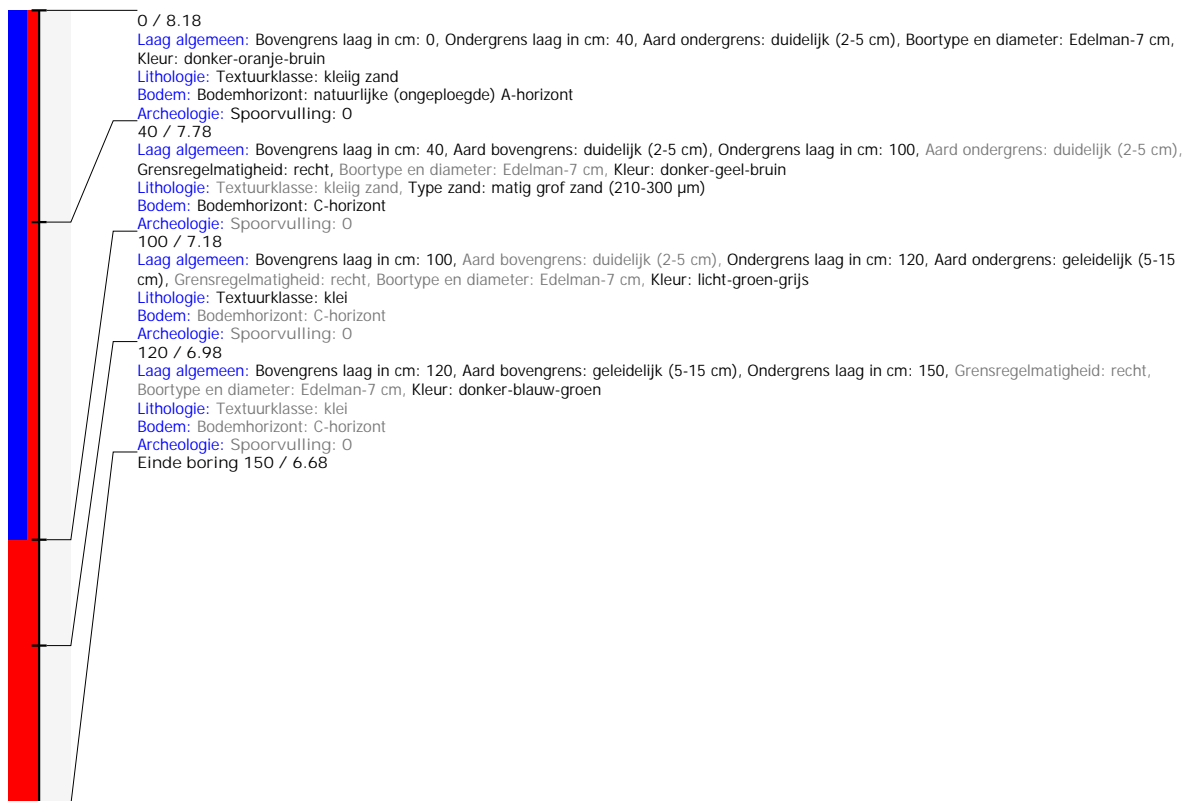 0 / 8.18
Laag algemeen: Bovengrens laag in cm: 0, Ondergrens laag in cm: 40, Aard ondergrens: duidelijk (2-5 cm), Boortype en diameter: Edelman-7 cm,
Kleur: donker-oranje-bruin
Lithologie: Textuurklasse: kleiig zand
Bodem: Bodemhorizont: natuurlijke (ongeploegde) A-horizont
Archeologie: Spoorvulling: 0
40 / 7.78
Laag algemeen: Bovengrens laag in cm: 40, Aard bovengrens: duidelijk (2-5 cm), Ondergrens laag in cm: 100, Aard ondergrens: duidelijk (2-5 cm),
Grensregelmatigheid: recht, Boortype en diameter: Edelman-7 cm, Kleur: donker-geel-bruin
Lithologie: Textuurklasse: kleiig zand, Type zand: matig grof zand (210-300 µm)
Bodem: Bodemhorizont: C-horizont
Archeologie: Spoorvulling: 0
100 / 7.18
Laag algemeen: Bovengrens laag in cm: 100, Aard bovengrens: duidelijk (2-5 cm), Ondergrens laag in cm: 120, Aard ondergrens: geleidelijk (5-15
cm), Grensregelmatigheid: recht, Boortype en diameter: Edelman-7 cm, Kleur: licht-groen-grijs
Lithologie: Textuurklasse: klei
Bodem: Bodemhorizont: C-horizont
Archeologie: Spoorvulling: 0
120 / 6.98
Laag algemeen: Bovengrens laag in cm: 120, Aard bovengrens: geleidelijk (5-15 cm), Ondergrens laag in cm: 150, Grensregelmatigheid: recht,
Boortype en diameter: Edelman-7 cm, Kleur: donker-blauw-groen
Lithologie: Textuurklasse: klei
Bodem: Bodemhorizont: C-horizont
Archeologie: Spoorvulling: 0
Einde boring 150 / 6.68